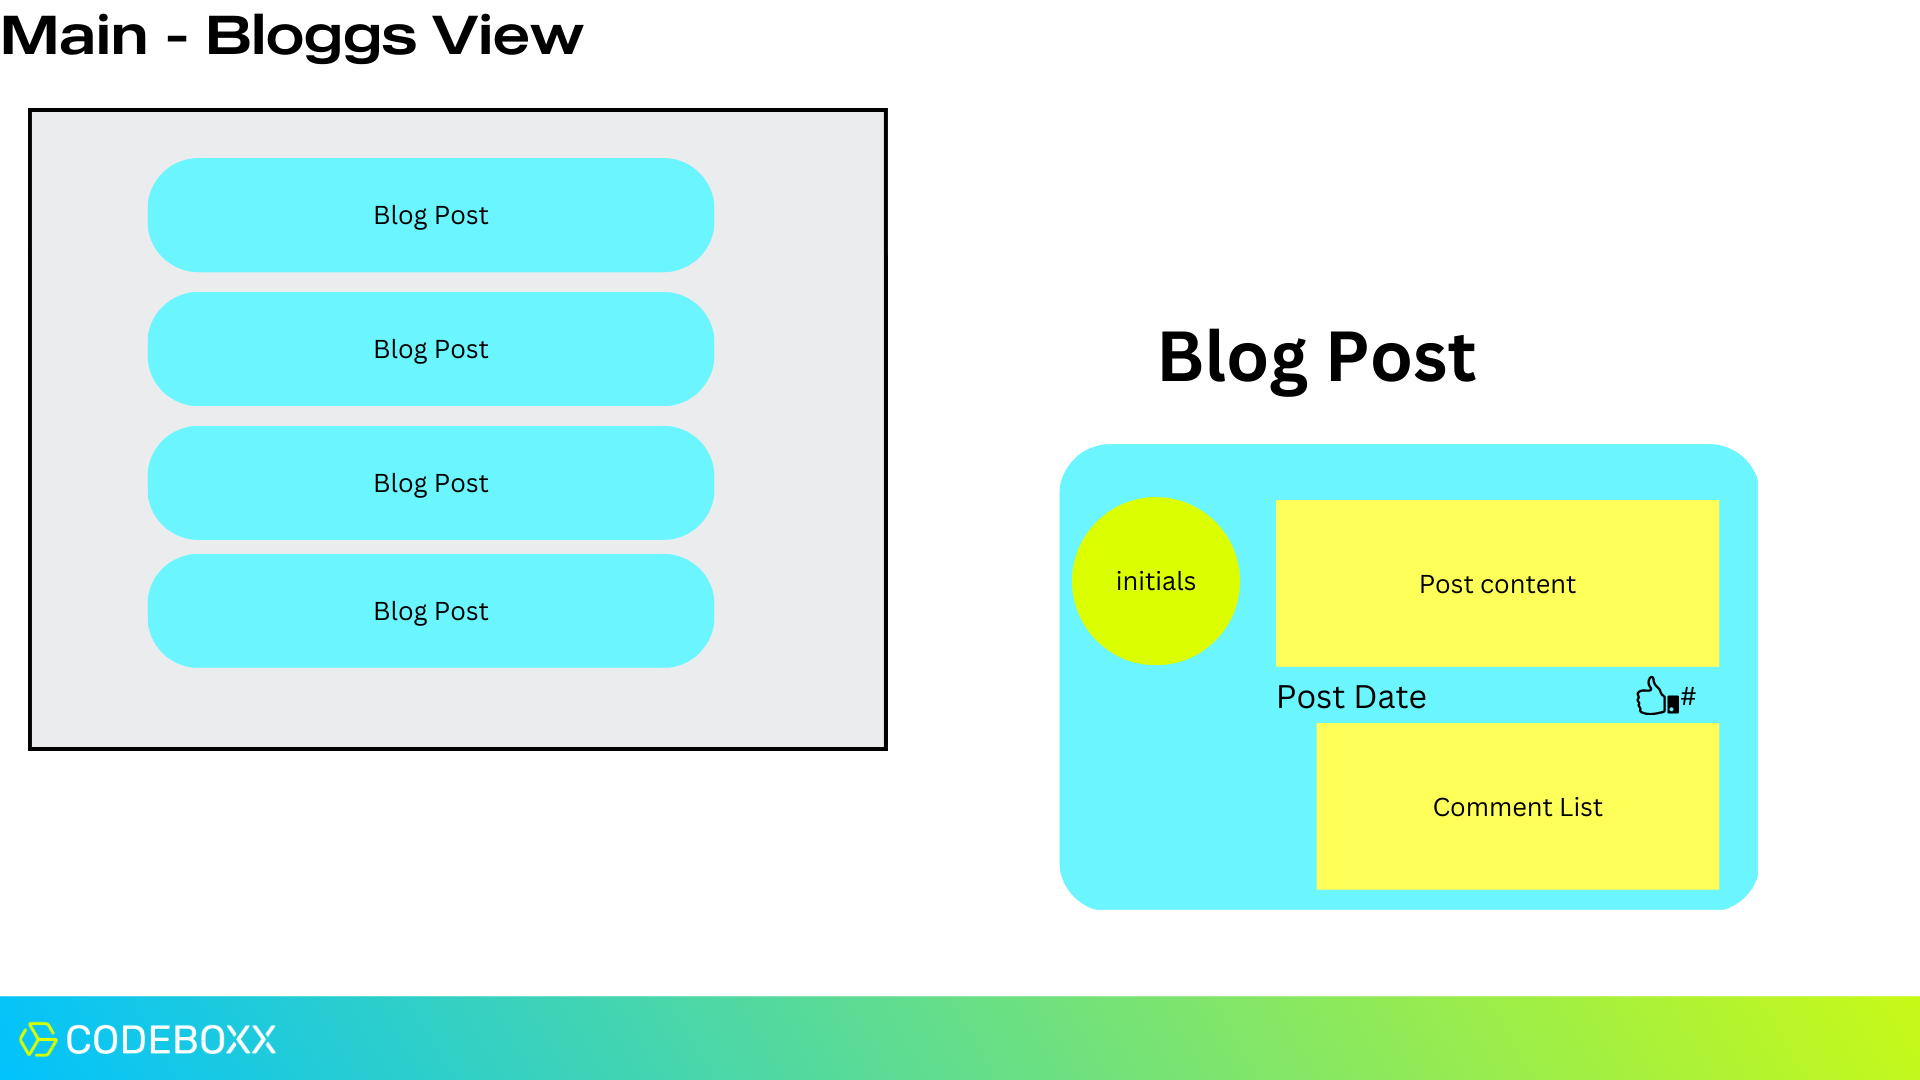 Main - Bloggs View
Blog Post
Blog Post
Blog Post
Blog Post
Blog Post
initials
Post content
Post Date
#
Comment List
CODEBOXX